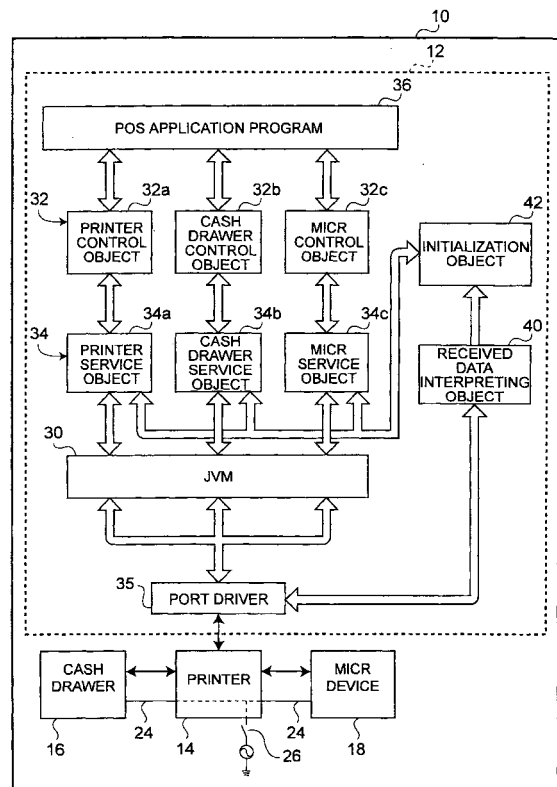 10
12
36
POS APPLICATION PROGRAM
32
32a
32b
32c
42
PRINTER
CONTROL
OBJECT
CASH
DRAWER
CONTROL
OBJECT
MICR
CONTROL
OBJECT
INITIALIZATION
OBJECT
34
34a
34b
34c
40
PRINTER
SERVICE
OBJECT
CASH
DRAWER
SERVICE
OBJECT
MICR
SERVICE
OBJECT
RECEIVED
DATA
INTERPRETING
OBJECT
30
JVM
35
PORT DRIVER
CASH
DRAWER
PRINTER
MICR
DEVICE
16
24
14
26
24
18